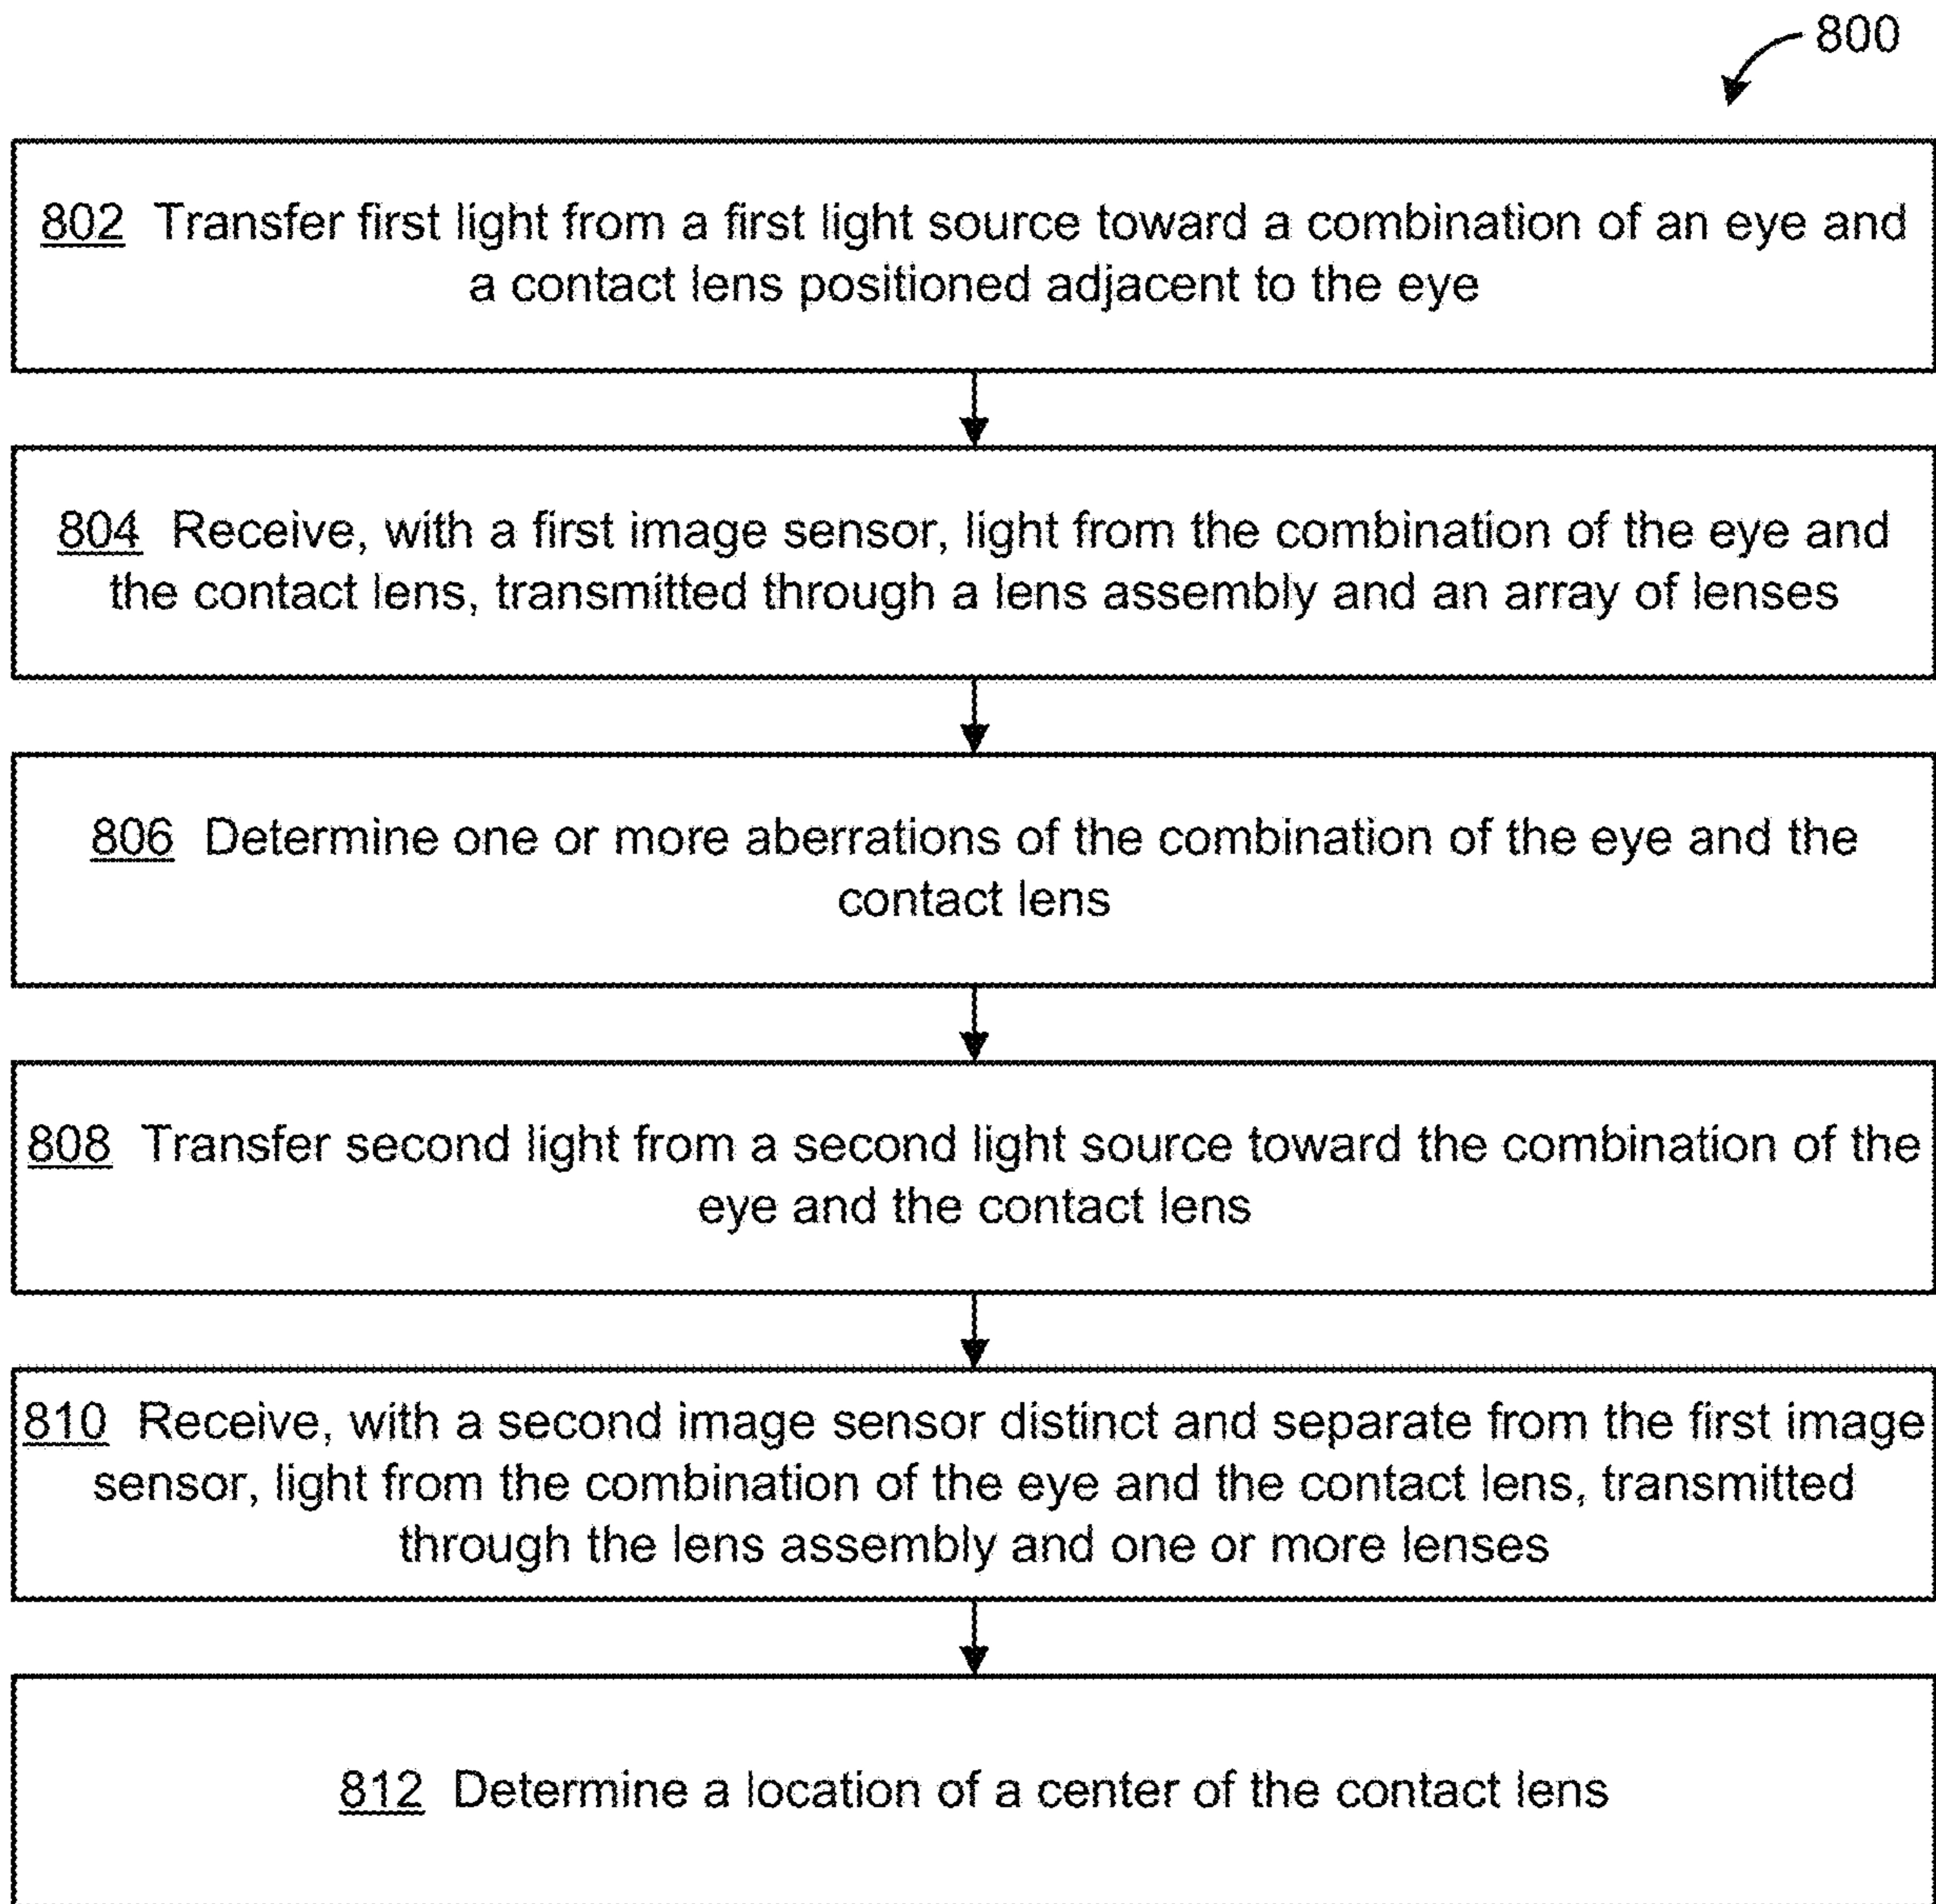 800
802 Transfer first light from a first light source toward a combination of an eye and
a contact lens positioned adjacent to the eye
804 Receive, with a first image sensor, light from the combination of the eye and
the contact lens, transmitted through a lens assembly and an array of lenses
806 Determine one or more aberrations of the combination of the eye and the
contact lens
808 Transfer second light from a second light source toward the combination of the
eye and the contact lens
810 Receive, with a second image sensor distinct and separate from the first image
sensor, light from the combination of the eye and the contact lens, transmitted
through the lens assembly and one or more lenses
812 Determine a location of a center of the contact lens